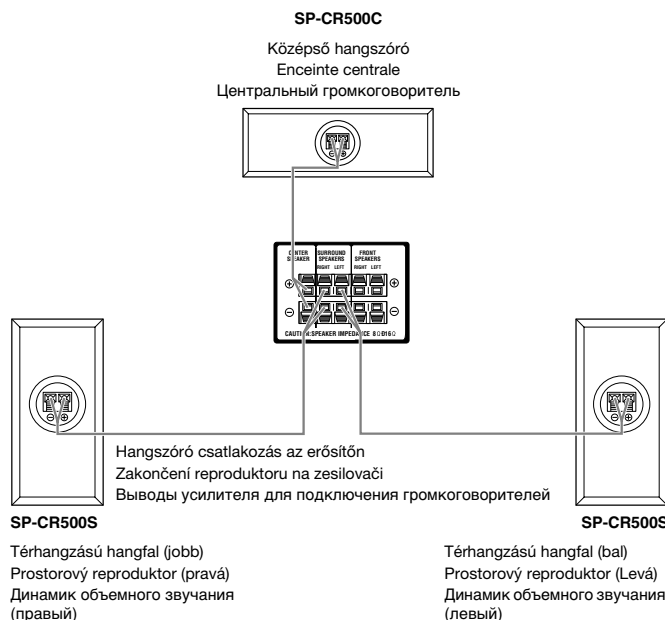 SP-CR500C
Középső hangszóró
Enceinte centrale
Центральный громкоговоритель
⊖ ⊕
CENTER SPEAKER SURROUND SPEAKERS FRONT SPEAKERS
RIGHT LEFT RIGHT LEFT
⊕ ⊕
⊖ ⊖
CAUTION:SPEAKER IMPEDANCE 8ΩÐ16Ω
⊖ ⊕
⊖ ⊕
Hangszóró csatlakozás az erősítőn
Zakončení reproduktoru na zesilovači
Выводы усилителя для подключения громкоговорителей
SP-CR500S
Térhangzású hangfal (jobb)
Prostorový reproduktor (pravá)
Динамик объемного звучания
(правый)
SP-CR500S
Térhangzású hangfal (bal)
Prostorový reproduktor (Levá)
Динамик объемного звучания
(левый)